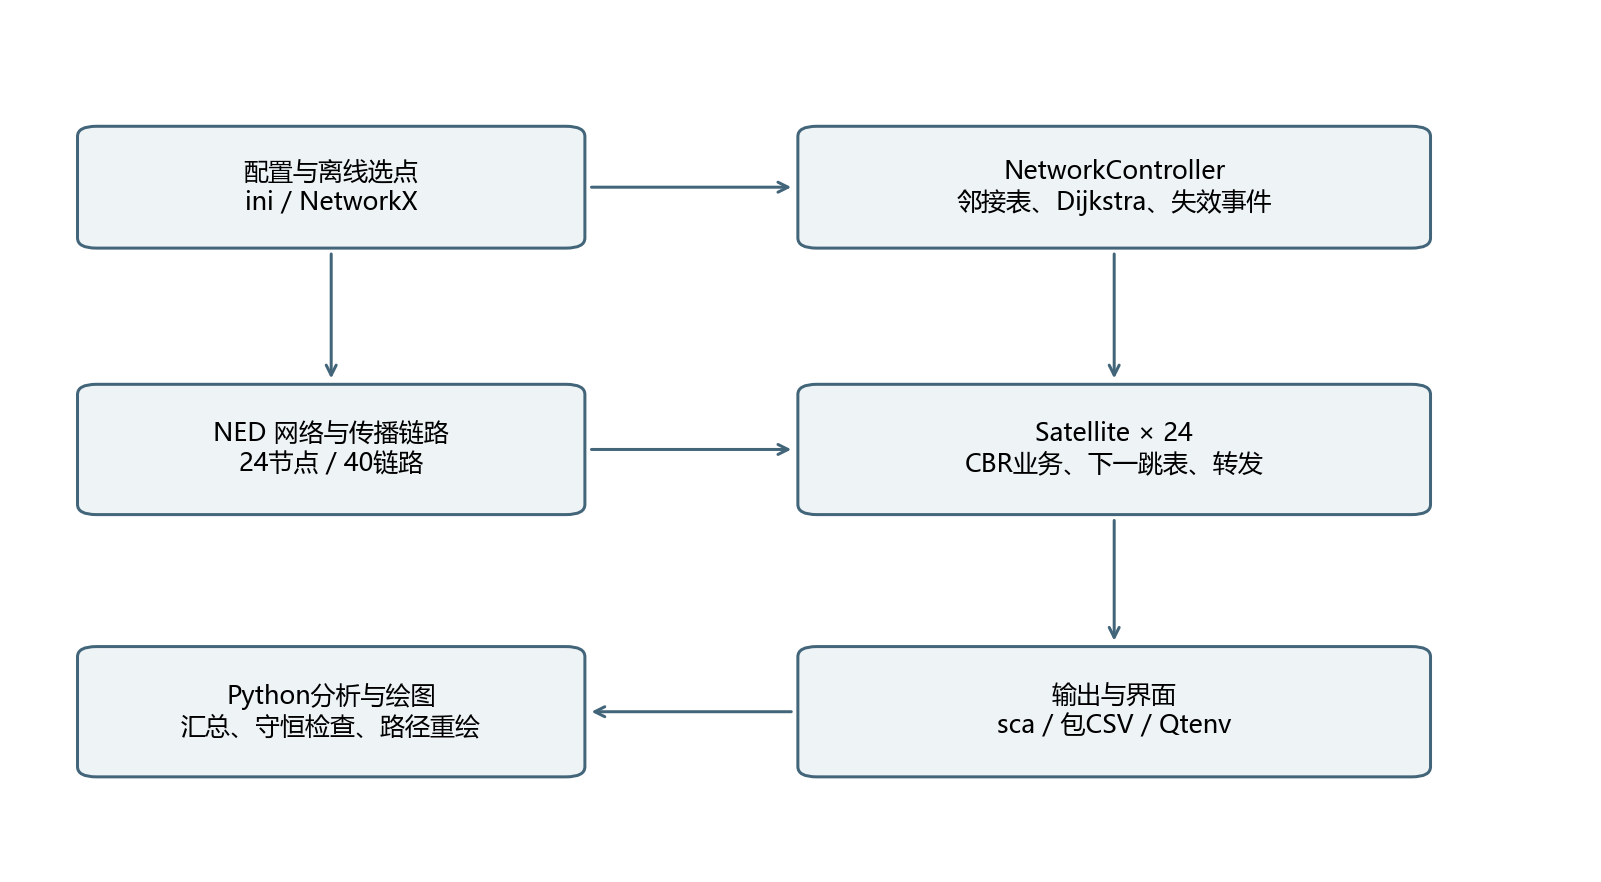 配置与离线选点
ini / NetworkX
NetworkController
邻接表、Dijkstra、失效事件
NED 网络与传播链路
24节点 / 40链路
Satellite × 24
CBR业务、下一跳表、转发
Python分析与绘图
汇总、守恒检查、路径重绘
输出与界面
sca / 包CSV / Qtenv